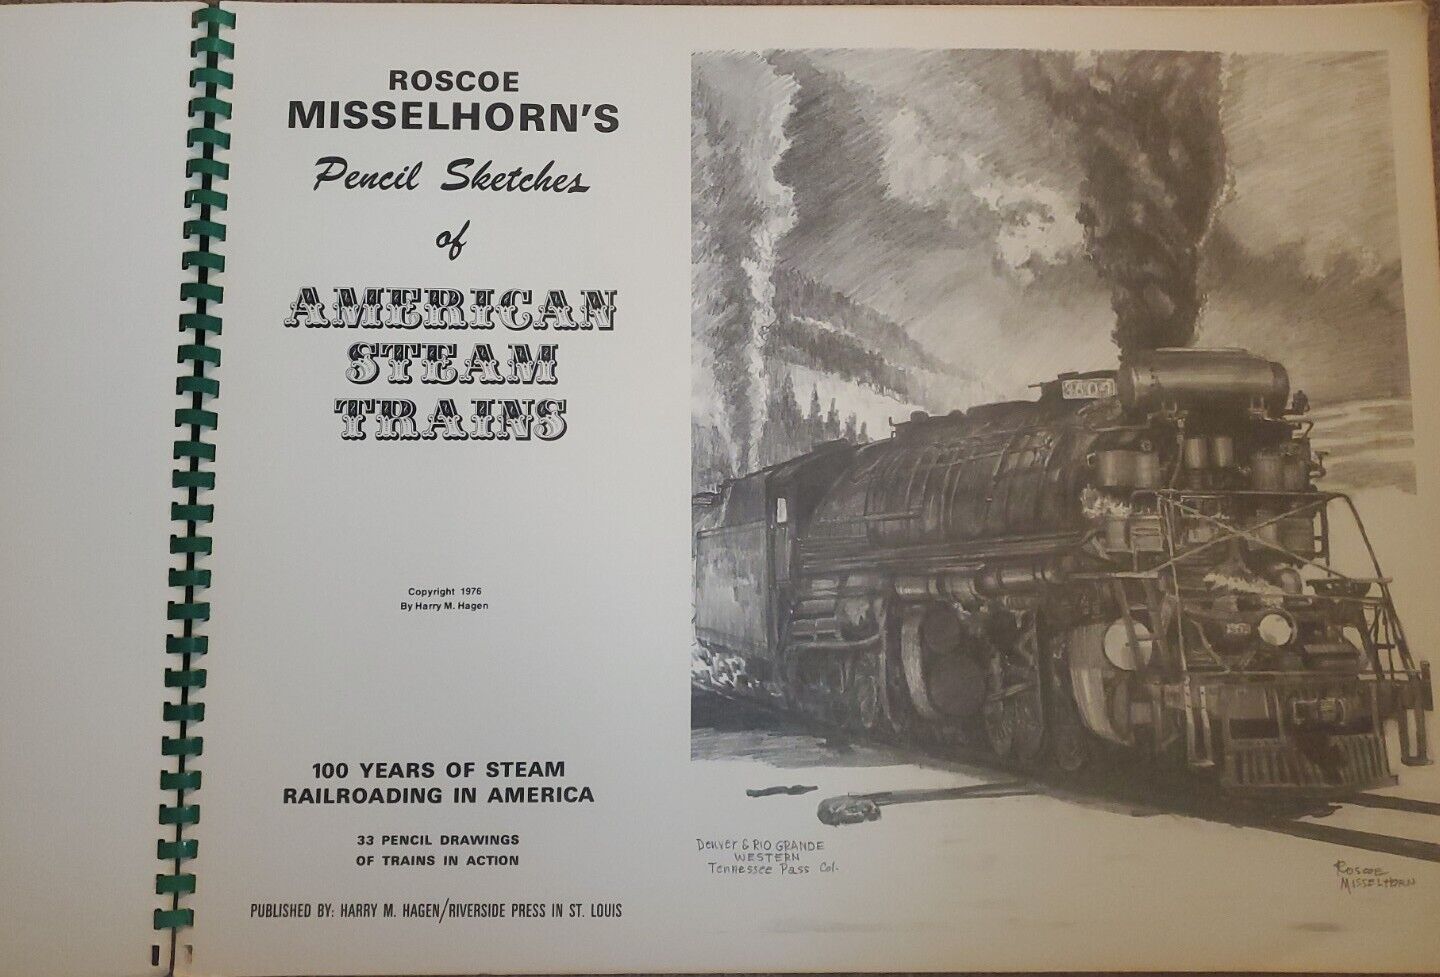 ROSCOE
MISSELHORN'S
Pencil Sketches
of
AMERICAN
STEAM
TRAINS
Copyright 1976
By Harry M. Hagen
100 YEARS OF STEAM
RAILROADING IN AMERICA
33 PENCIL DRAWINGS
OF TRAINS IN ACTION
PUBLISHED BY: HARRY M. HAGEN/RIVERSIDE PRESS IN ST. LOUIS
Denver & RIO GRANDE
WESTERN
Tennessee Pass Col.
ROSCOE
MISSELHORN